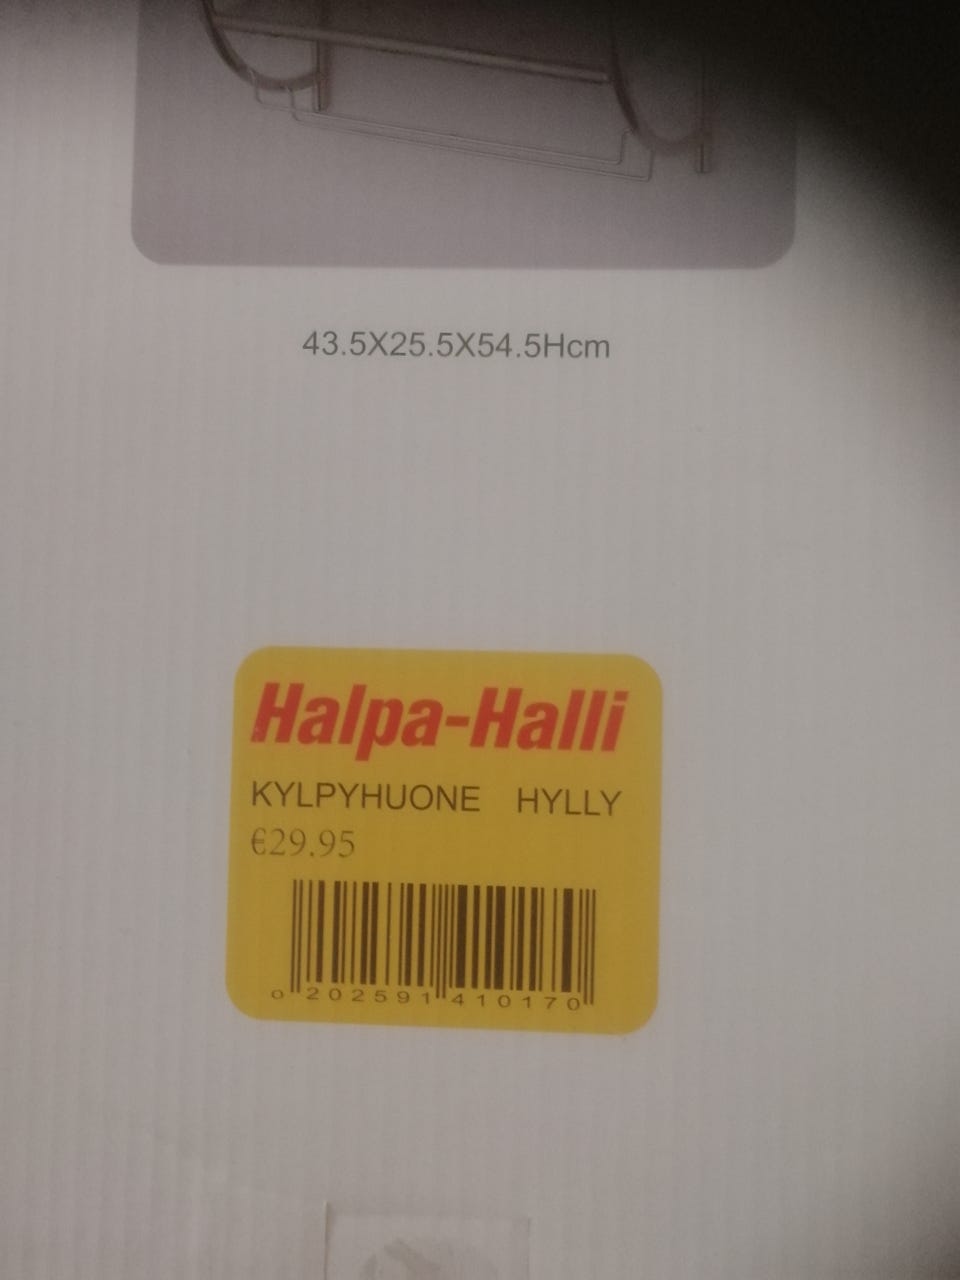 43.5X25.5X54.5Hcm
Halpa-Halli
KYLPYHUONE HYLLY
€29.95
0 202591 410170